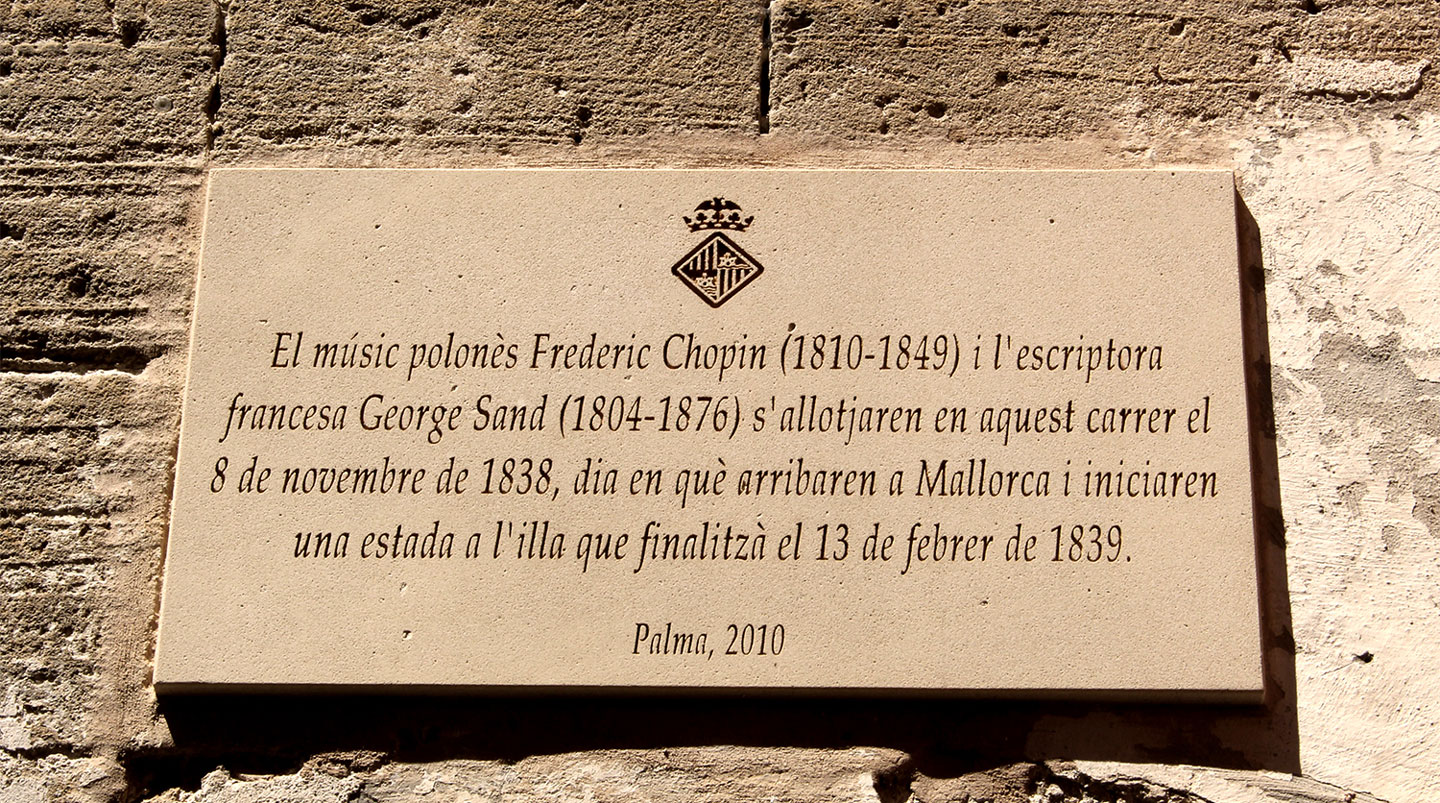 El músic polonès Frederic Chopin (1810-1849) i l'escriptora
francesa George Sand (1804-1876) s'allotjaren en aquest carrer el
8 de novembre de 1838, dia en què arribaren a Mallorca i iniciaren
una estada a l'illa que finalitzà el 13 de febrer de 1839.
Palma, 2010